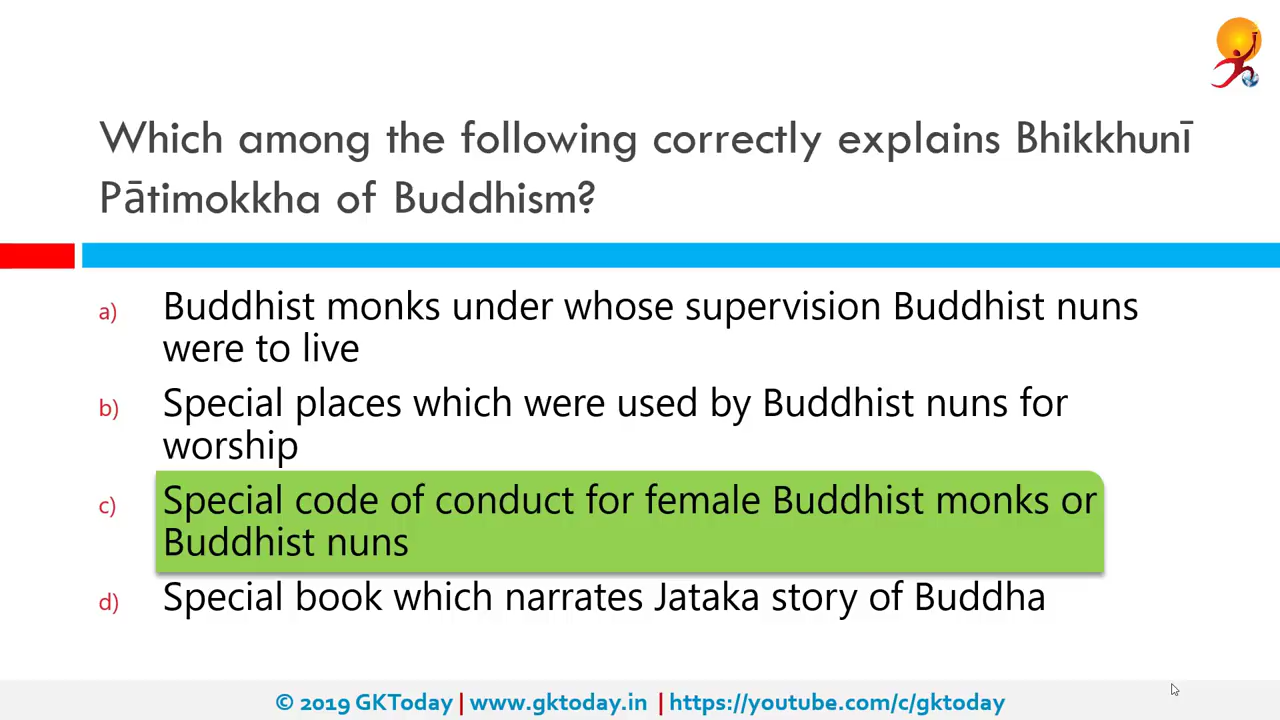 Which among the following correctly explains Bhikkhunī
Pātimokkha of Buddhism?
a) Buddhist monks under whose supervision Buddhist nuns
were to live
b) Special places which were used by Buddhist nuns for
worship
c) Special code of conduct for female Buddhist monks or
Buddhist nuns
d) Special book which narrates Jataka story of Buddha
© 2019 GKToday | www.gktoday.in | https://youtube.com/c/gktoday